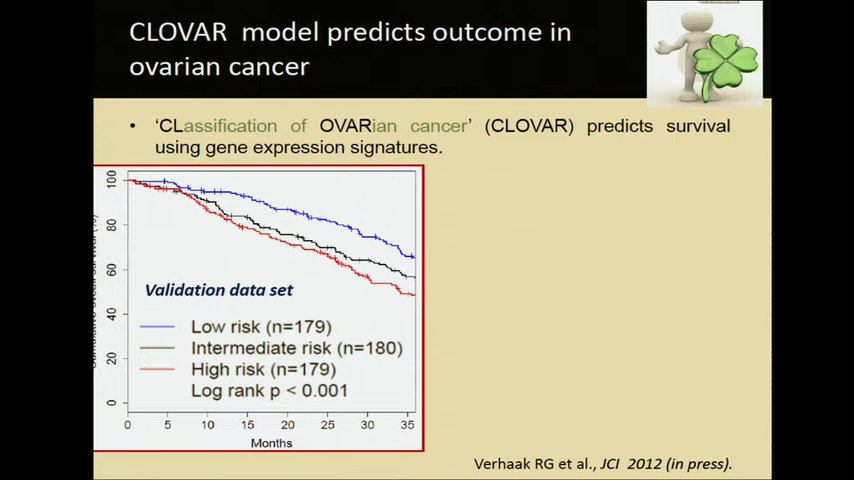 CLOVAR model predicts outcome in
ovarian cancer
• 'CLassification of OVARian cancer' (CLOVAR) predicts survival
using gene expression signatures.
100
80
60
40
20
0
Validation data set
Low risk (n=179)
Intermediate risk (n=180)
High risk (n=179)
Log rank p < 0.001
0 5 10 15 20 25 30 35
Months
Verhaak RG et al., JCI 2012 (in press).